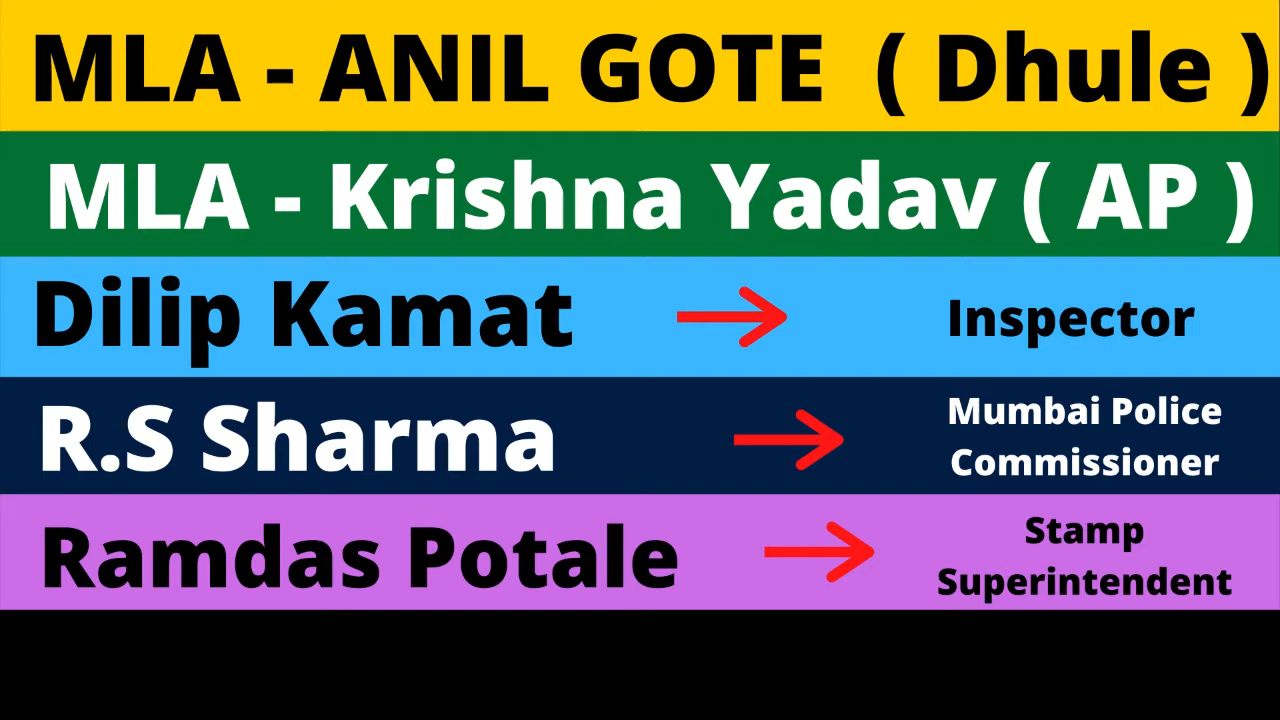 MLA - ANIL GOTE ( Dhule )
MLA - Krishna Yadav ( AP )
Dilip Kamat → Inspector
R.S Sharma → Mumbai Police
Commissioner
Ramdas Potale → Stamp
Superintendent